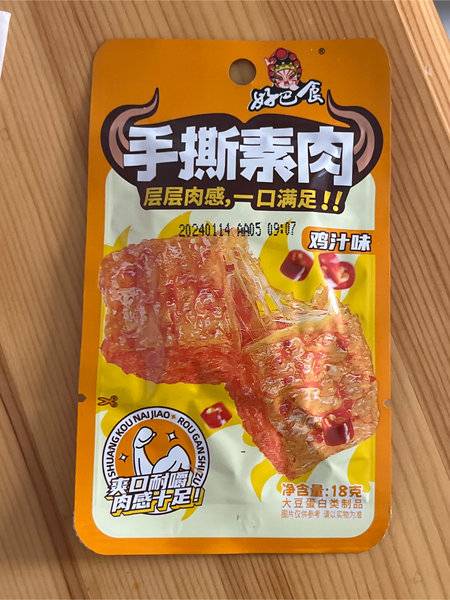 好巴食®
手撕素肉
层层肉感,一口满足!!
20240114 AA05 09:07
鸡汁味
SHUANG KOU NAI JIAO ROU GAN SHI ZU
爽口耐嚼
肉感十足!
净含量:18克
大豆蛋白类制品
图片仅供参考 请以实物为准